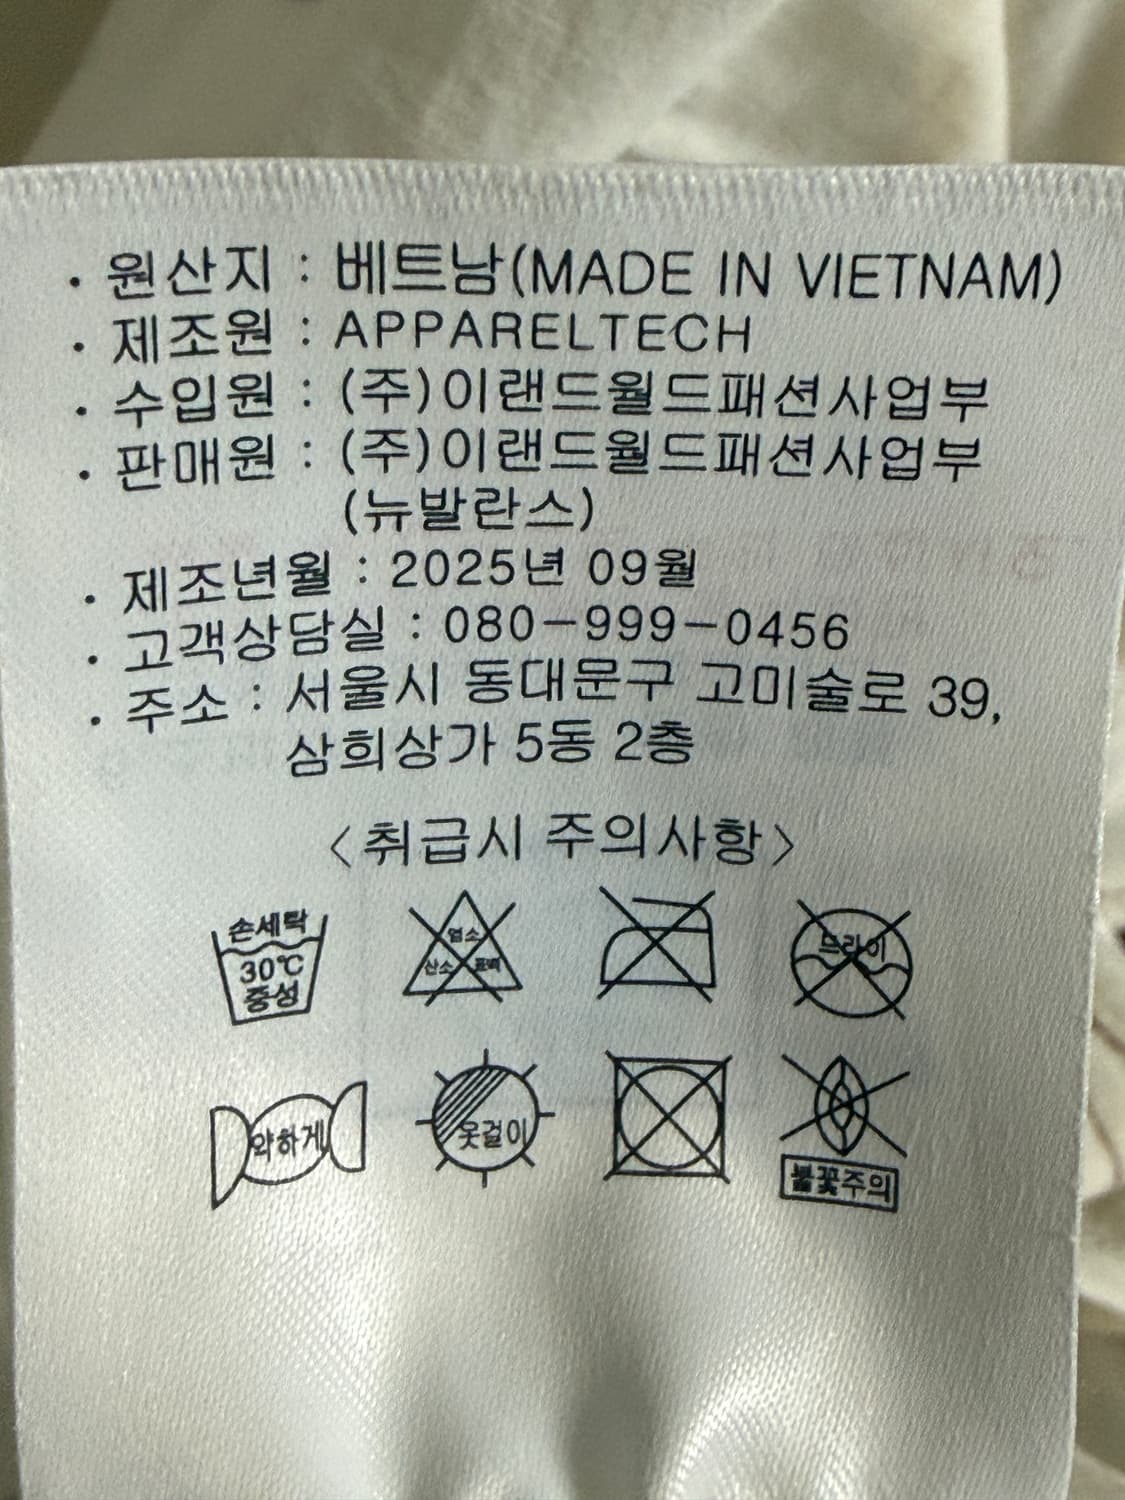 · 원산지 : 베트남(MADE IN VIETNAM)
· 제조원 : APPARELTECH
· 수입원 : (주)이랜드월드패션사업부
· 판매원 : (주)이랜드월드패션사업부
(뉴발란스)
· 제조년월 : 2025년 09월
· 고객상담실 : 080-999-0456
· 주소 : 서울시 동대문구 고미술로 39,
삼희상가 5동 2층
<취급시 주의사항>
손세탁
30℃
중성
염소
산소 표백
드라이
약하게
옷걸이
불꽃주의